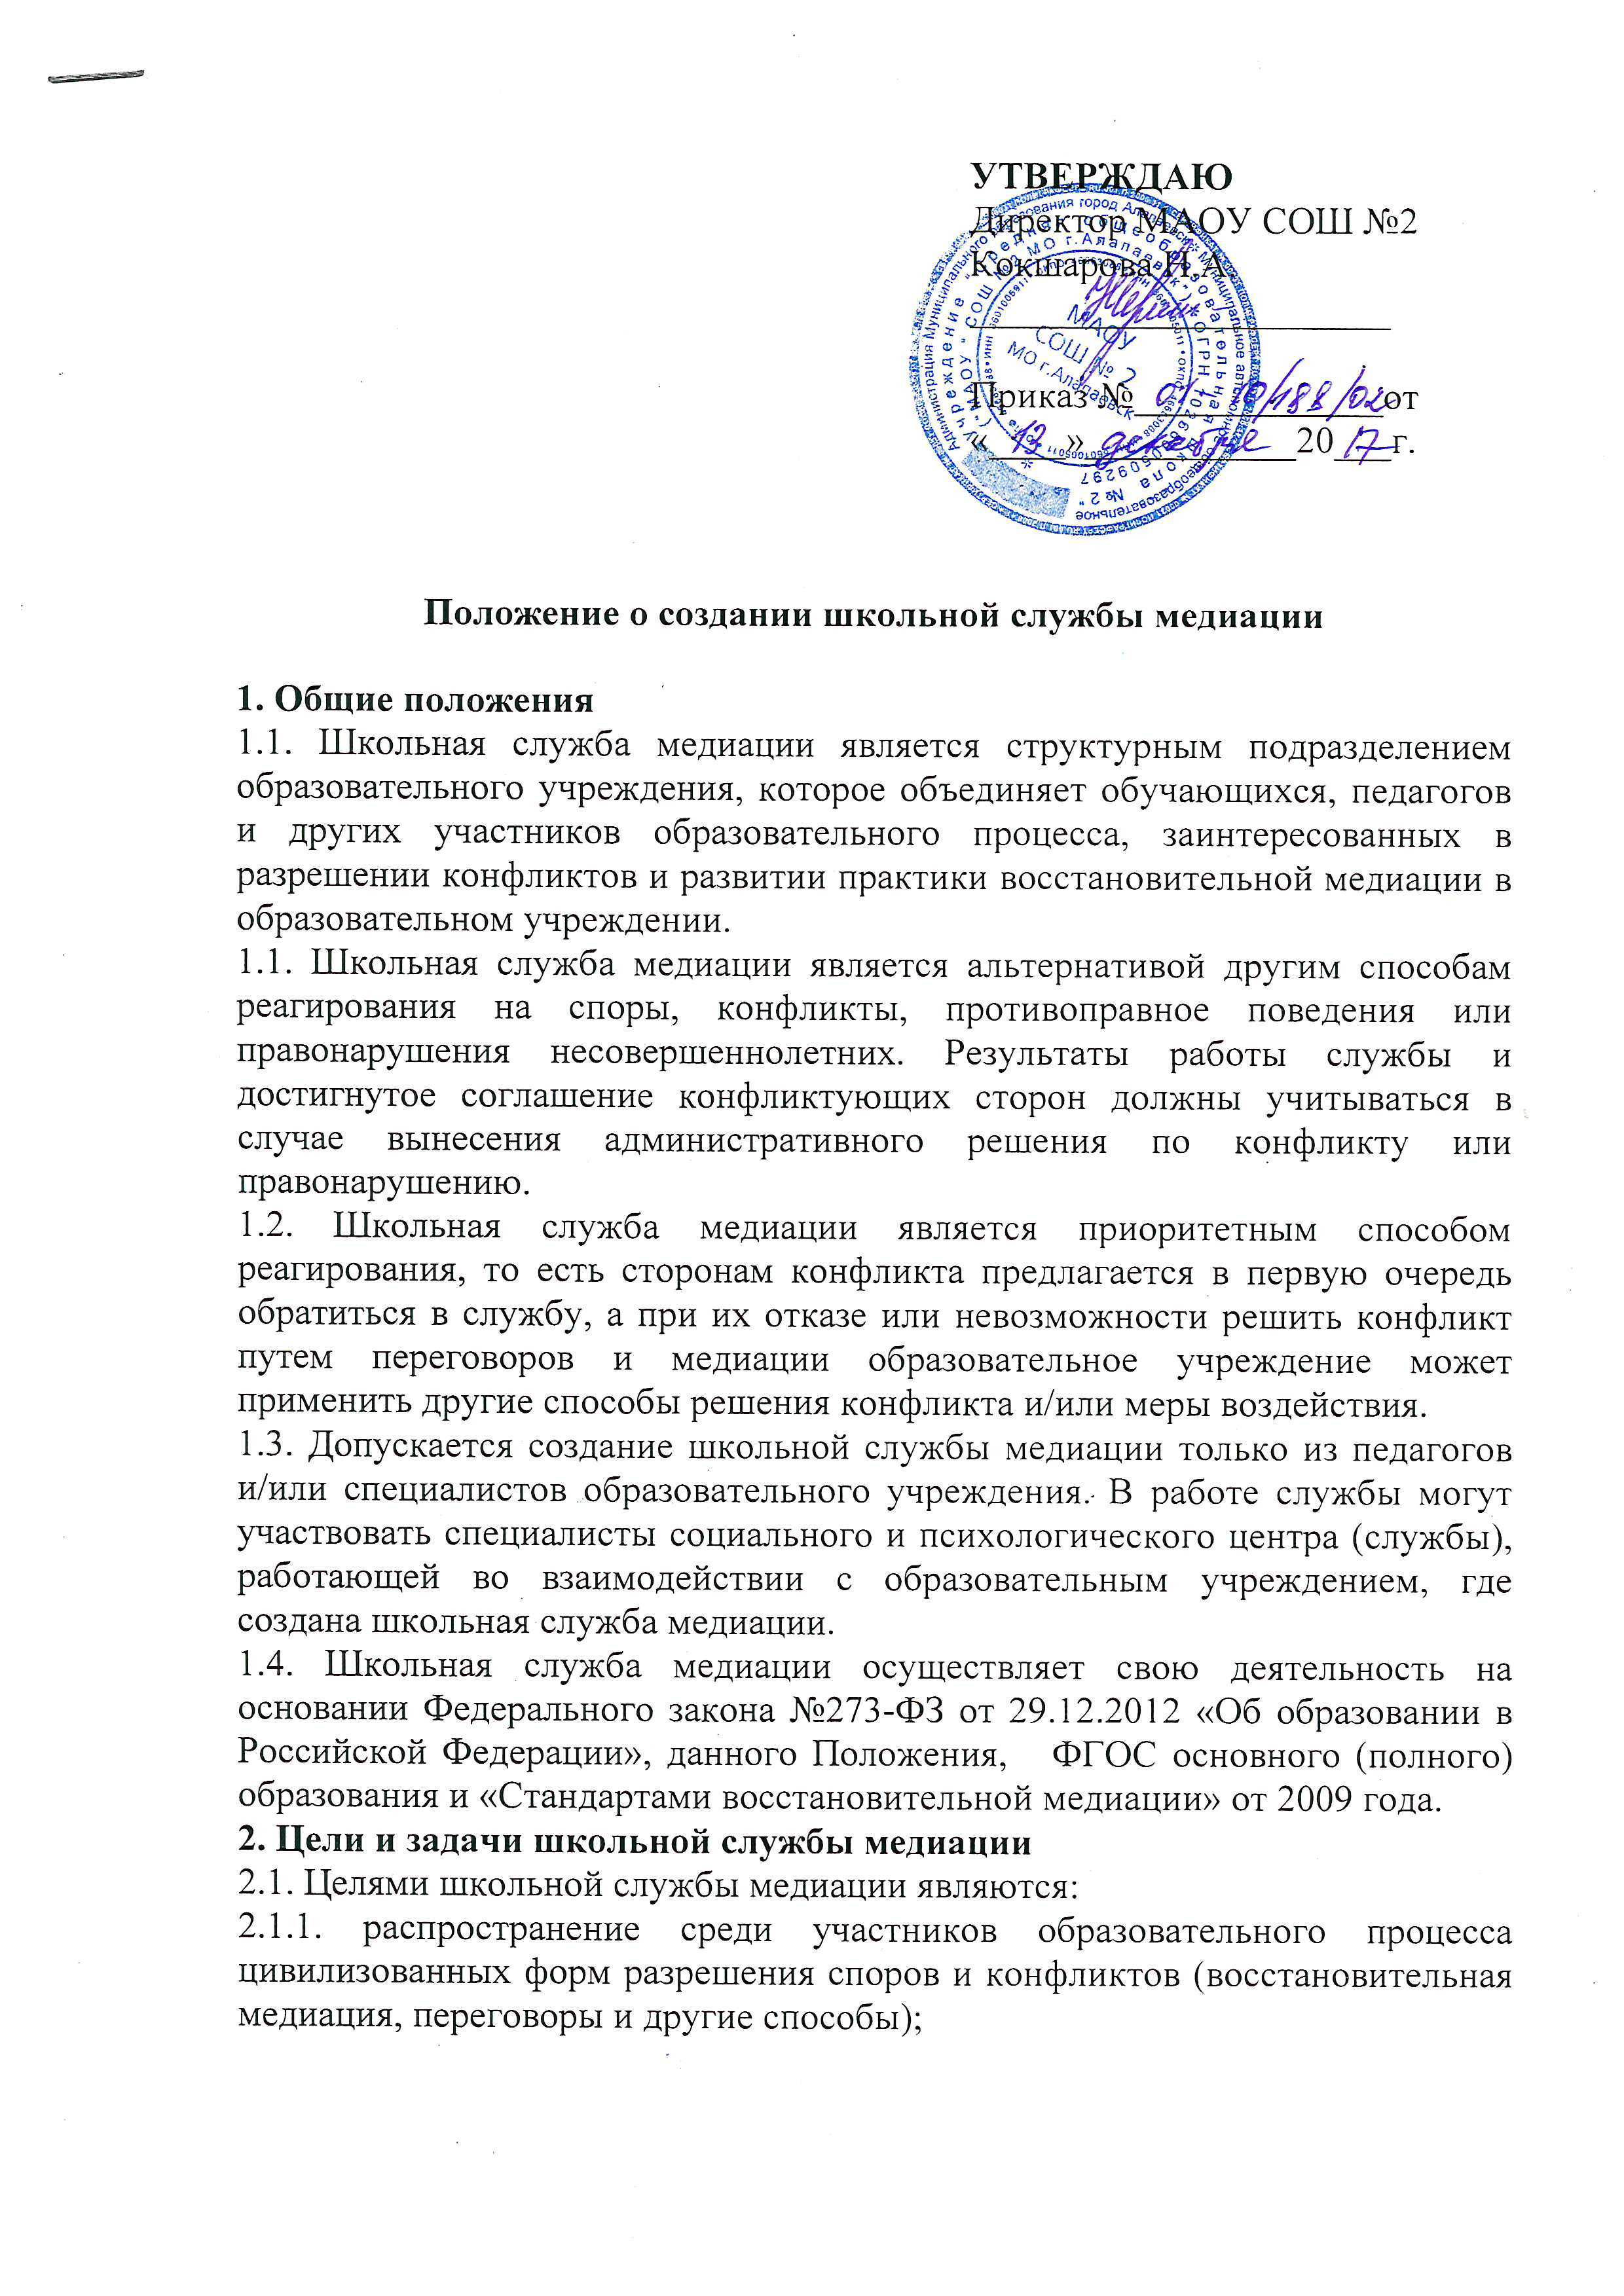 УТВЕРЖДАЮ
Директор МАОУ СОШ №2
Кокшарова Н.А.
МАОУ
СОШ № 2
МО г.Алапаевск
Приказ № /188/02 от
« 13 » декабря 20 17 г.
Положение о создании школьной службы медиации
1. Общие положения
1.1. Школьная служба медиации является структурным подразделением
образовательного учреждения, которое объединяет обучающихся, педагогов
и других участников образовательного процесса, заинтересованных в
разрешении конфликтов и развитии практики восстановительной медиации в
образовательном учреждении.
1.1. Школьная служба медиации является альтернативой другим способам
реагирования на споры, конфликты, противоправное поведения или
правонарушения несовершеннолетних. Результаты работы службы и
достигнутое соглашение конфликтующих сторон должны учитываться в
случае вынесения административного решения по конфликту или
правонарушению.
1.2. Школьная служба медиации является приоритетным способом
реагирования, то есть сторонам конфликта предлагается в первую очередь
обратиться в службу, а при их отказе или невозможности решить конфликт
путем переговоров и медиации образовательное учреждение может
применить другие способы решения конфликта и/или меры воздействия.
1.3. Допускается создание школьной службы медиации только из педагогов
и/или специалистов образовательного учреждения. В работе службы могут
участвовать специалисты социального и психологического центра (службы),
работающей во взаимодействии с образовательным учреждением, где
создана школьная служба медиации.
1.4. Школьная служба медиации осуществляет свою деятельность на
основании Федерального закона №273-ФЗ от 29.12.2012 «Об образовании в
Российской Федерации», данного Положения, ФГОС основного (полного)
образования и «Стандартами восстановительной медиации» от 2009 года.
2. Цели и задачи школьной службы медиации
2.1. Целями школьной службы медиации являются:
2.1.1. распространение среди участников образовательного процесса
цивилизованных форм разрешения споров и конфликтов (восстановительная
медиация, переговоры и другие способы);